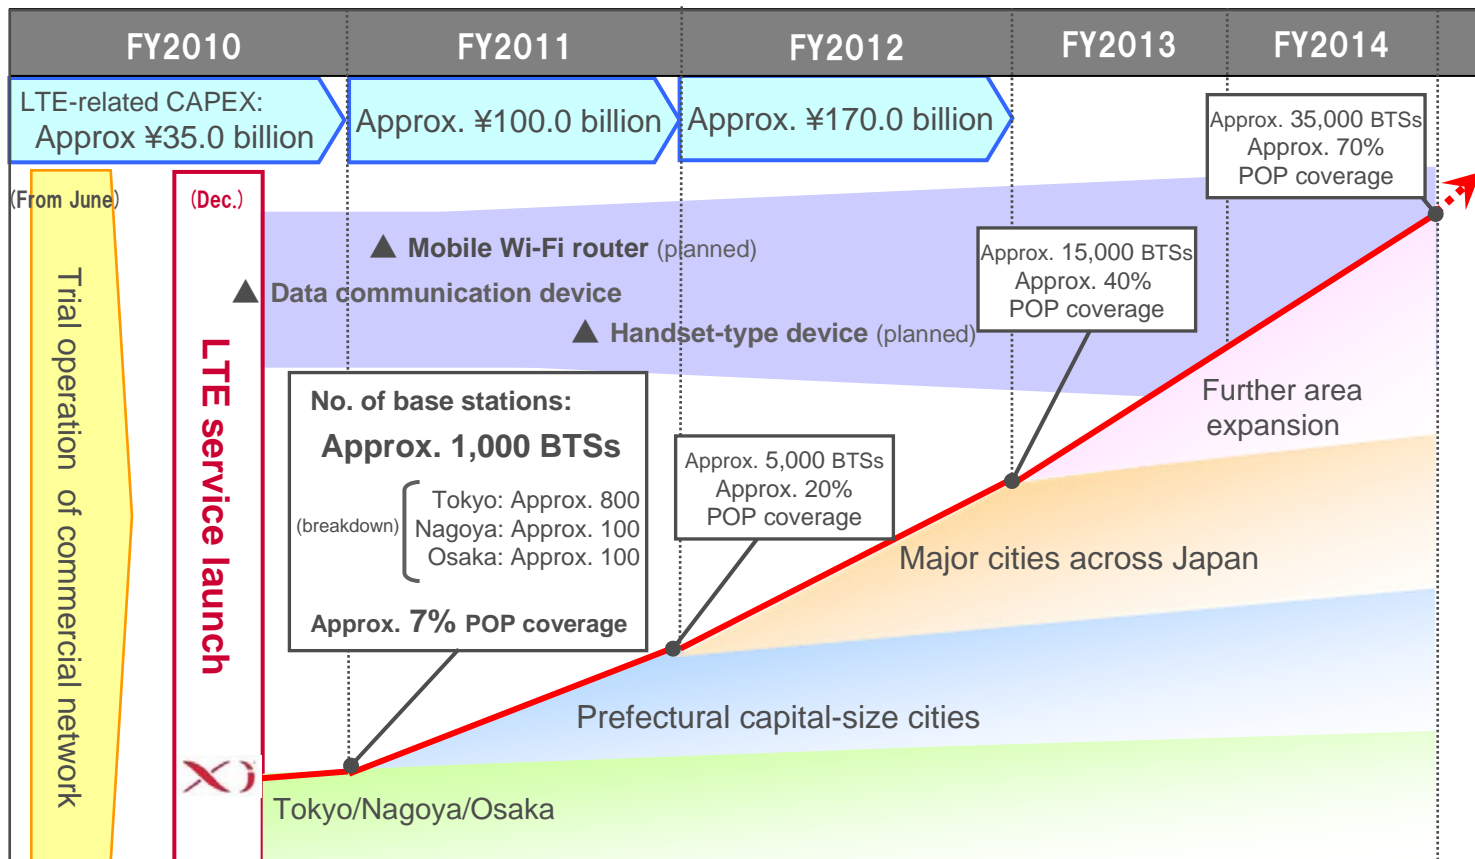 FY2010
FY2011
FY2012
FY2013
FY2014
LTE-related CAPEX:
Approx ¥35.0 billion
Approx. ¥100.0 billion
Approx. ¥170.0 billion
Approx. 35,000 BTSs
Approx. 70%
POP coverage
(From June)
Trial operation of commercial network
(Dec.)
LTE service launch
Xi
▲ Mobile Wi-Fi router (planned)
▲ Data communication device
▲ Handset-type device (planned)
Approx. 15,000 BTSs
Approx. 40%
POP coverage
No. of base stations:
Approx. 1,000 BTSs
(breakdown)
Tokyo: Approx. 800
Nagoya: Approx. 100
Osaka: Approx. 100
Approx. 7% POP coverage
Approx. 5,000 BTSs
Approx. 20%
POP coverage
Further area
expansion
Major cities across Japan
Prefectural capital-size cities
Tokyo/Nagoya/Osaka